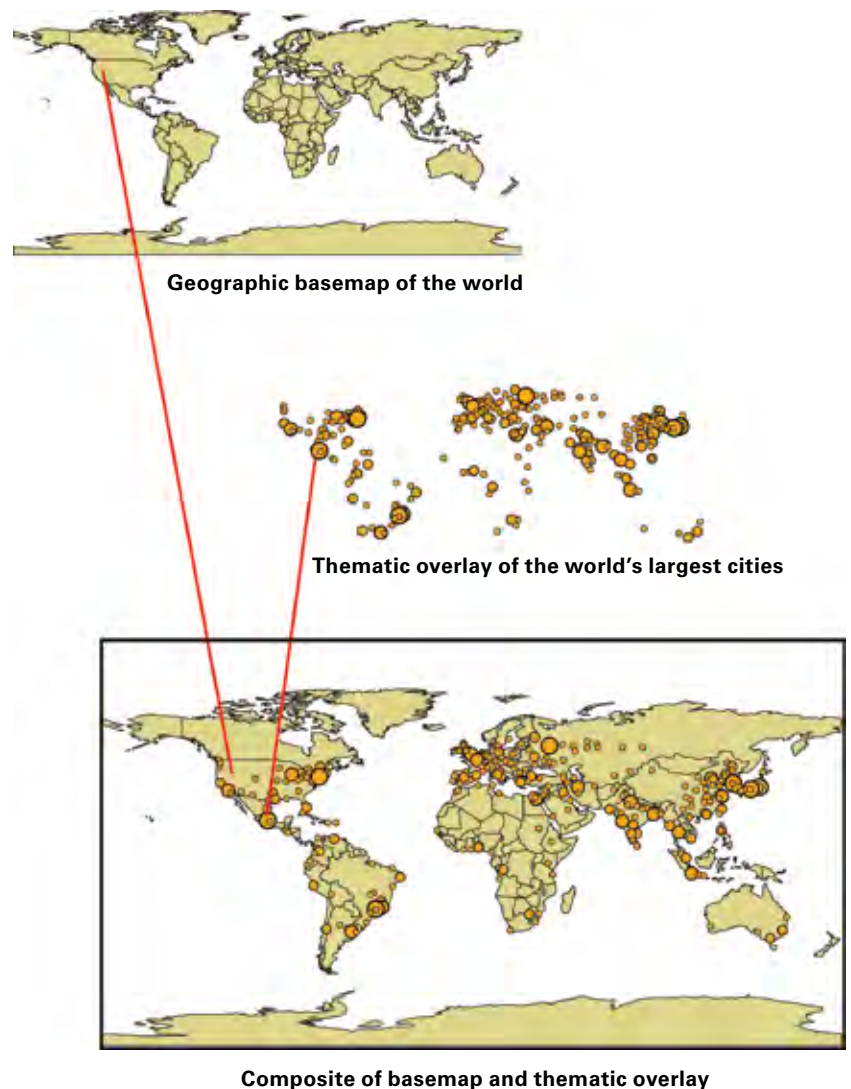 Geographic basemap of the world
Thematic overlay of the world's largest cities
Composite of basemap and thematic overlay